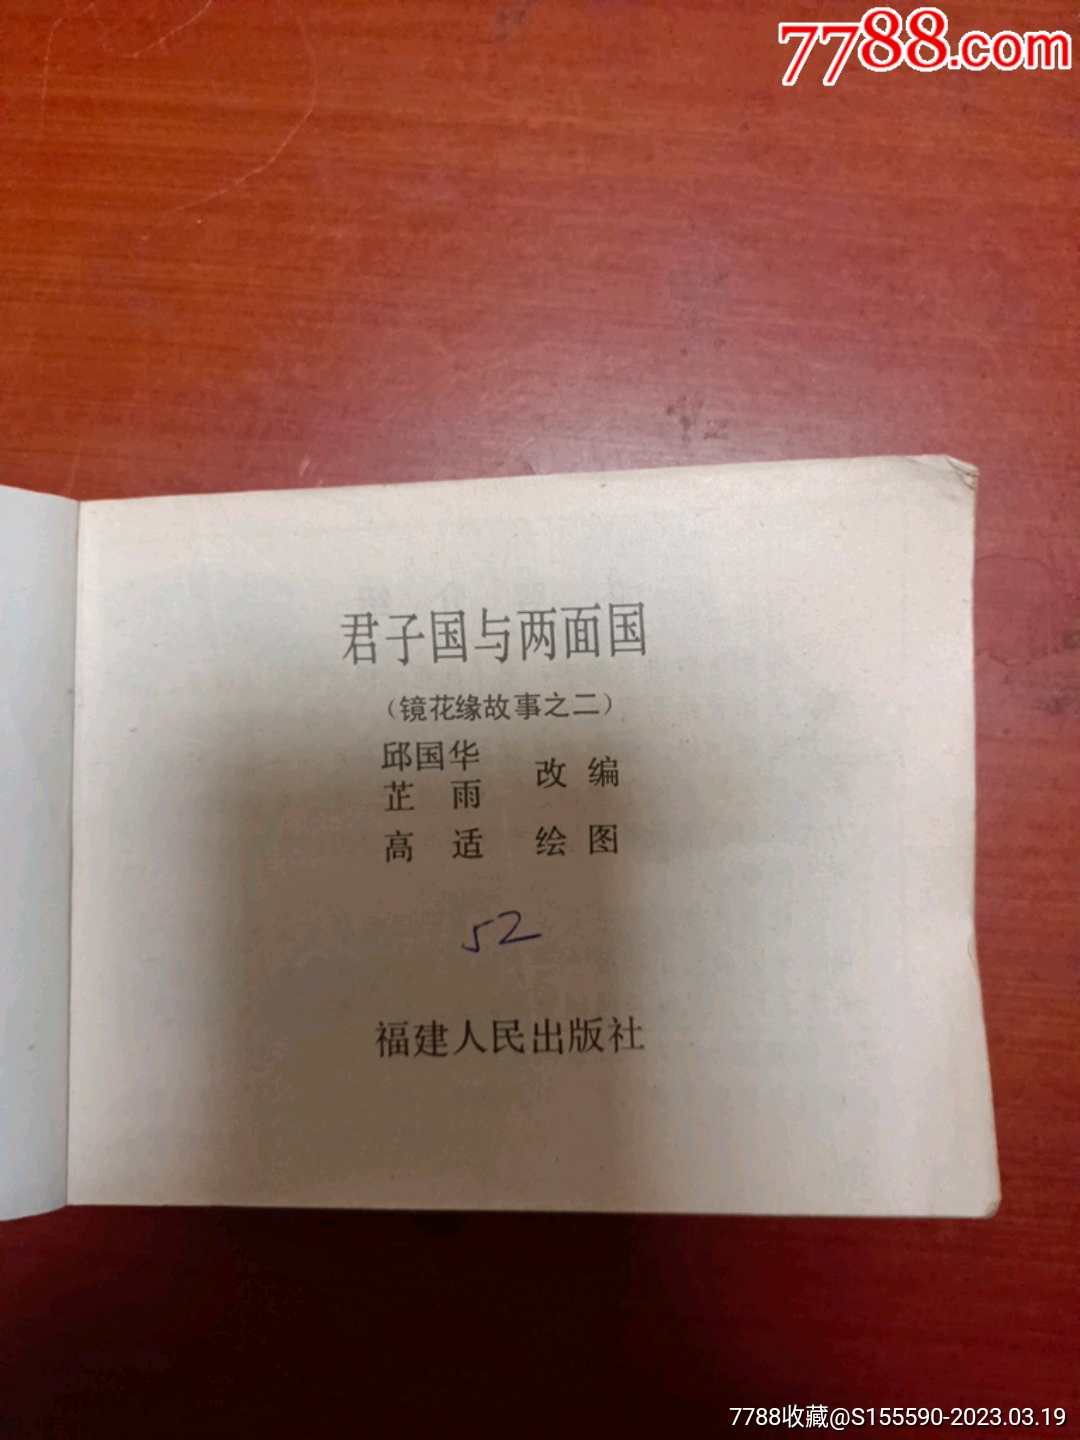 7788.com
君子国与两面国
（镜花缘故事之二）
邱国华
芷 雨 改编
高 适 绘图
52
福建人民出版社
7788收藏@S155590-2023.03.19